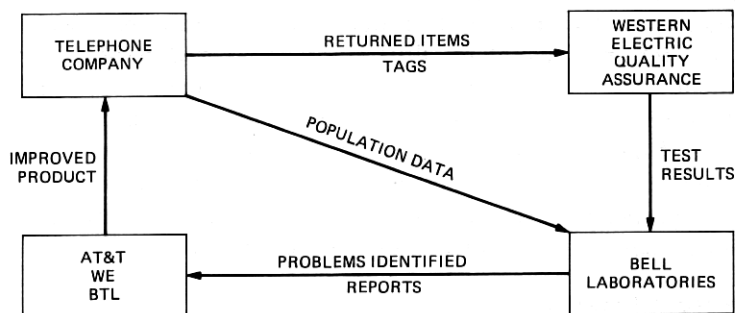 TELEPHONE
COMPANY
RETURNED ITEMS
TAGS
WESTERN
ELECTRIC
QUALITY
ASSURANCE
POPULATION DATA
IMPROVED
PRODUCT
TEST
RESULTS
AT&T
WE
BTL
PROBLEMS IDENTIFIED
REPORTS
BELL
LABORATORIES